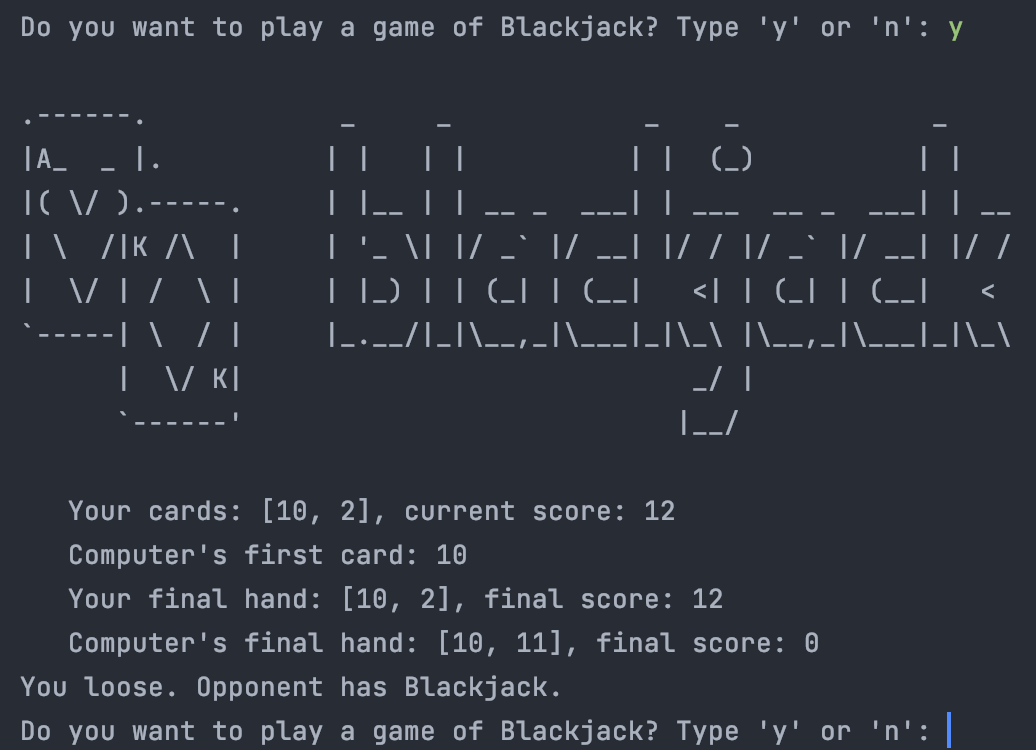 Do you want to play a game of Blackjack? Type 'y' or 'n': y
.------.            _     _            _    _            _
|A_  _ |.          | |   | |          | |  (_)          | |
|( \/ ).-----.     | |__ | | __ _  ___| | ___  __ _  ___| | __
| \  /|K /\  |     | '_ \| |/ _` |/ __| |/ / |/ _` |/ __| |/ /
|  \/ | /  \ |     | |_) | | (_| | (__|   <| | (_| | (__|   <
`-----| \  / |     |_.__/|_|\__,_|\___|_|\_\ |\__,_|\___|_|\_\
      |  \/ K|                            _/ |
      `------'                           |__/
Your cards: [10, 2], current score: 12
Computer's first card: 10
Your final hand: [10, 2], final score: 12
Computer's final hand: [10, 11], final score: 0
You loose. Opponent has Blackjack.
Do you want to play a game of Blackjack? Type 'y' or 'n':